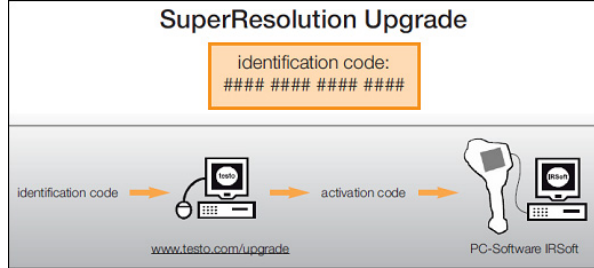 SuperResolution Upgrade
identification code:
#### #### #### ####
testo
IRSoft
identification code
activation code
www.testo.com/upgrade
PC-Software IRSoft